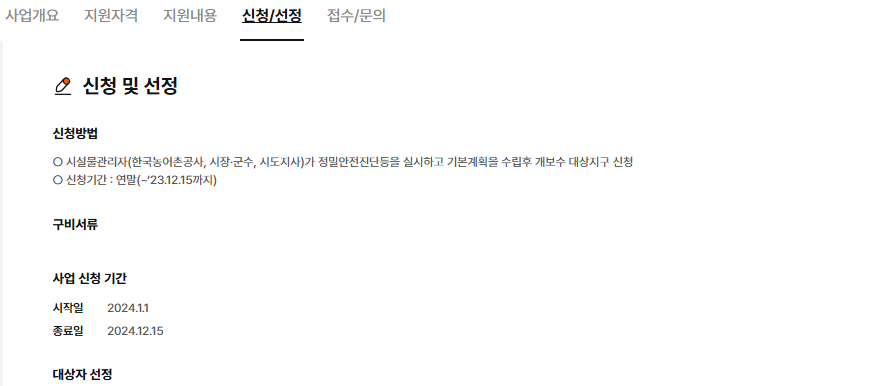 사업개요 지원자격 지원내용 신청/선정 접수/문의
신청 및 선정
신청방법
○ 시설물관리자(한국농어촌공사, 시장·군수, 시도지사)가 정밀안전진단등을 실시하고 기본계획을 수립후 개보수 대상지구 신청
○ 신청기간 : 연말(~'23.12.15까지)
구비서류
사업 신청 기간
시작일 2024.1.1
종료일 2024.12.15
대상자 선정